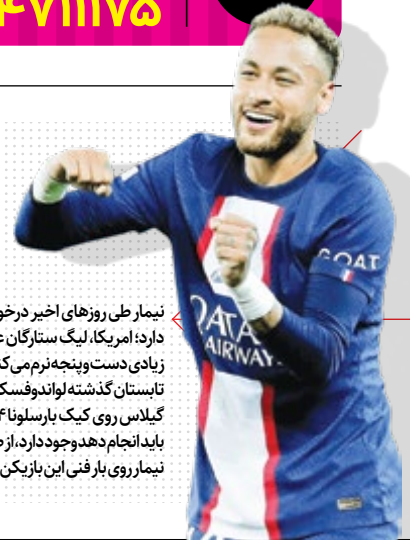 ۴۷۱۱۱۷۵
GOAT
QATAR
AIRWAY
نیمار طی روزهای اخیر درخو
دارد؛ امریکا، لیگ ستارگان
زیادی دست‌وپنجه نرم می‌ک
تابستان گذشته لواندوفسک
گیلاس روی کیک بارسلونا
باید انجام دهد وجود دارد، از
نیمار روی بار فنی این بازیکن